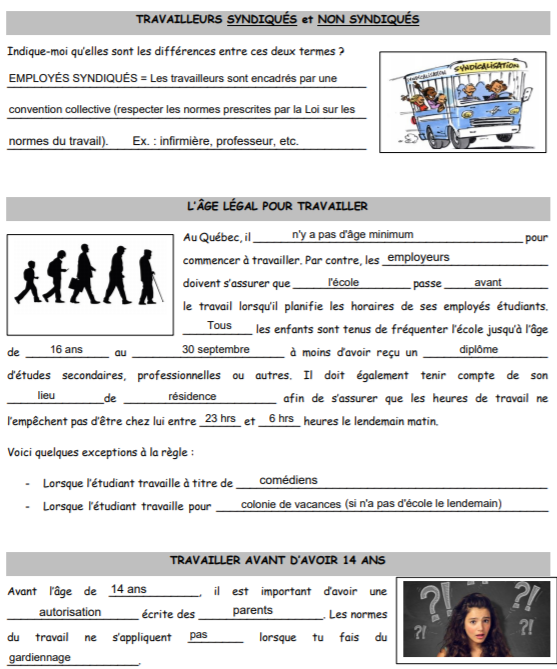 TRAVAILLEURS SYNDIQUÉS et NON SYNDIQUÉS
Indique-moi qu'elles sont les différences entre ces deux termes ?
EMPLOYÉS SYNDIQUÉS = Les travailleurs sont encadrés par une
convention collective (respecter les normes prescrites par la Loi sur les
normes du travail). Ex. : infirmière, professeur, etc.
SYNDICALISATION
SYNDICALISATION
L'ÂGE LÉGAL POUR TRAVAILLER
Au Québec, il n'y a pas d'âge minimum pour
commencer à travailler. Par contre, les employeurs
doivent s'assurer que l'école passe avant
le travail lorsqu'il planifie les horaires de ses employés étudiants.
Tous les enfants sont tenus de fréquenter l'école jusqu'à l'âge
de 16 ans au 30 septembre à moins d'avoir reçu un diplôme
d'études secondaires, professionnelles ou autres. Il doit également tenir compte de son
lieu de résidence afin de s'assurer que les heures de travail ne
l'empêchent pas d'être chez lui entre 23 hrs et 6 hrs heures le lendemain matin.
Voici quelques exceptions à la règle :
- Lorsque l'étudiant travaille à titre de comédiens
- Lorsque l'étudiant travaille pour colonie de vacances (si n'a pas d'école le lendemain)
TRAVAILLER AVANT D'AVOIR 14 ANS
Avant l'âge de 14 ans, il est important d'avoir une
autorisation écrite des parents. Les normes
du travail ne s'appliquent pas lorsque tu fais du
gardiennage.
?! ?! ?! ?!